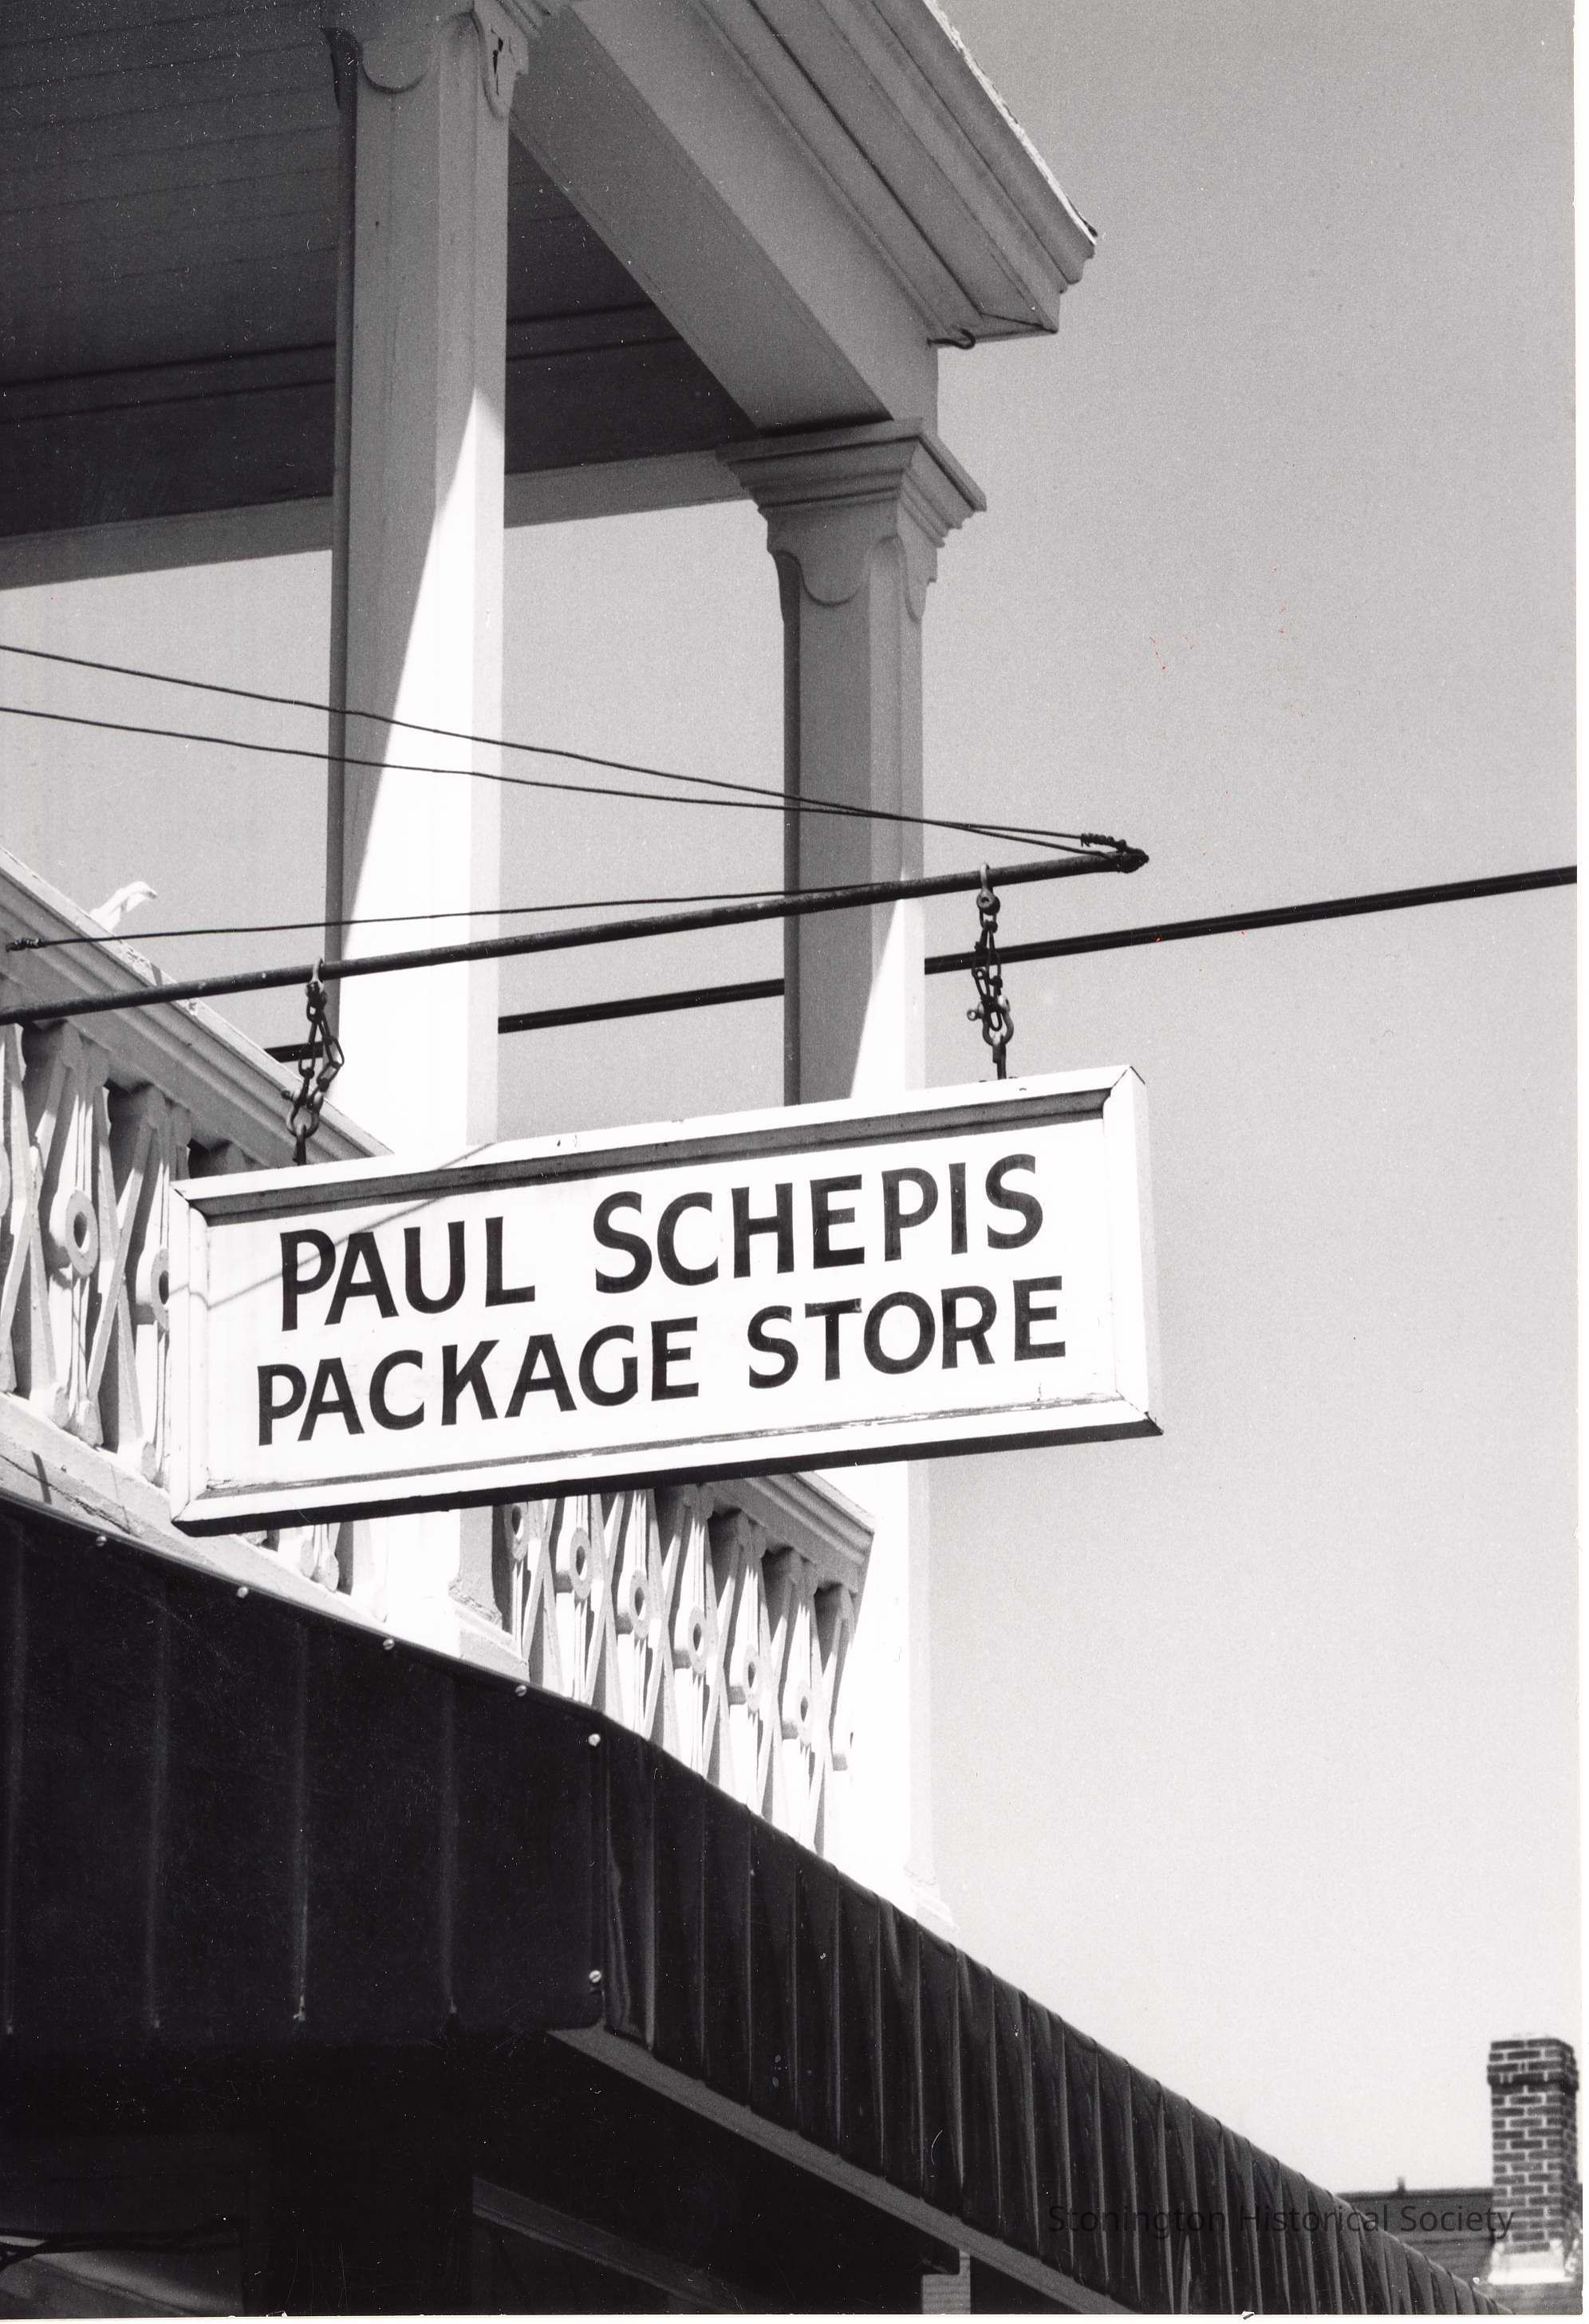 PAUL SCHEPIS
PACKAGE STORE
Stonington Historical Society